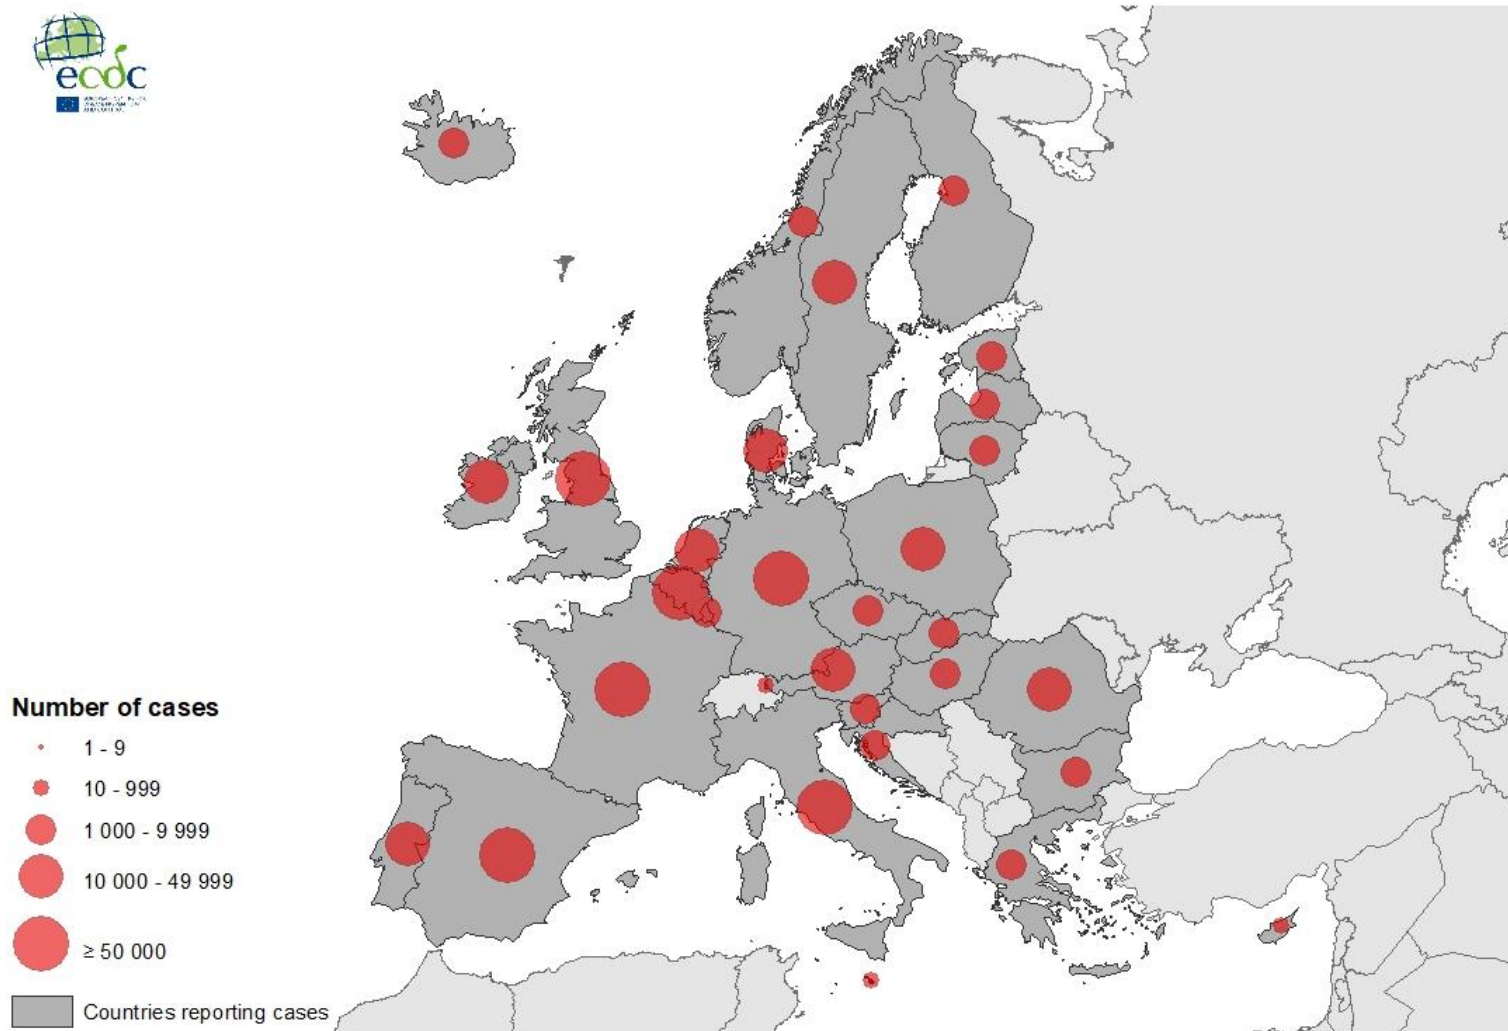 ecdc
Number of cases
1 - 9
10 - 999
1 000 - 9 999
10 000 - 49 999
≥ 50 000
Countries reporting cases